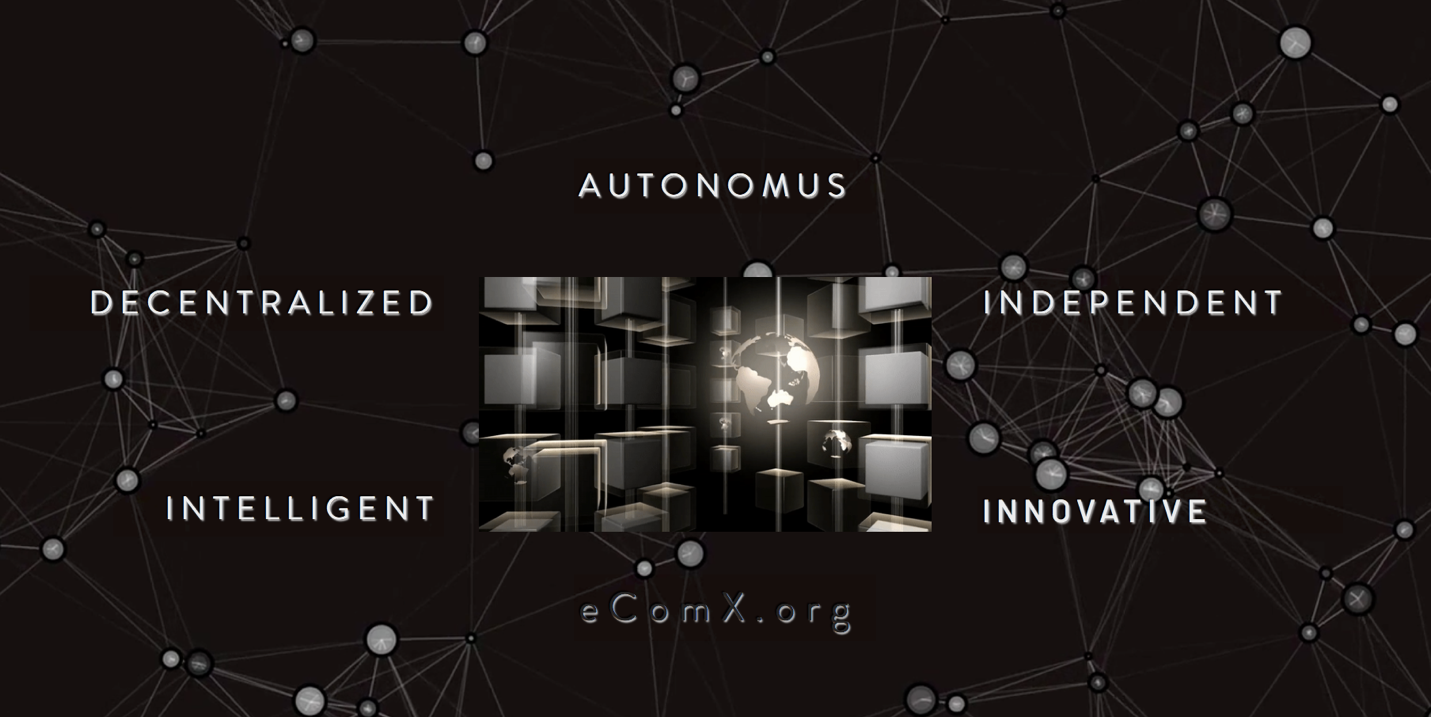 AUTONOMUS
DECENTRALIZED
INDEPENDENT
INTELLIGENT
INNOVATIVE
eComX.org